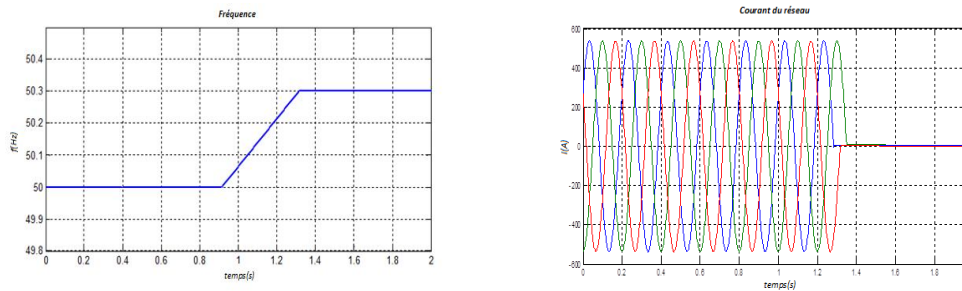 Fréquence
50.4
50.3
50.2
50.1
50
49.9
49.8
f(Hz)
0 0.2 0.4 0.6 0.8 1 1.2 1.4 1.6 1.8 2
temps(s)
Courant du réseau
600
400
200
0
-200
-400
-600
I(A)
0 0.2 0.4 0.6 0.8 1 1.2 1.4 1.6 1.8
temps(s)